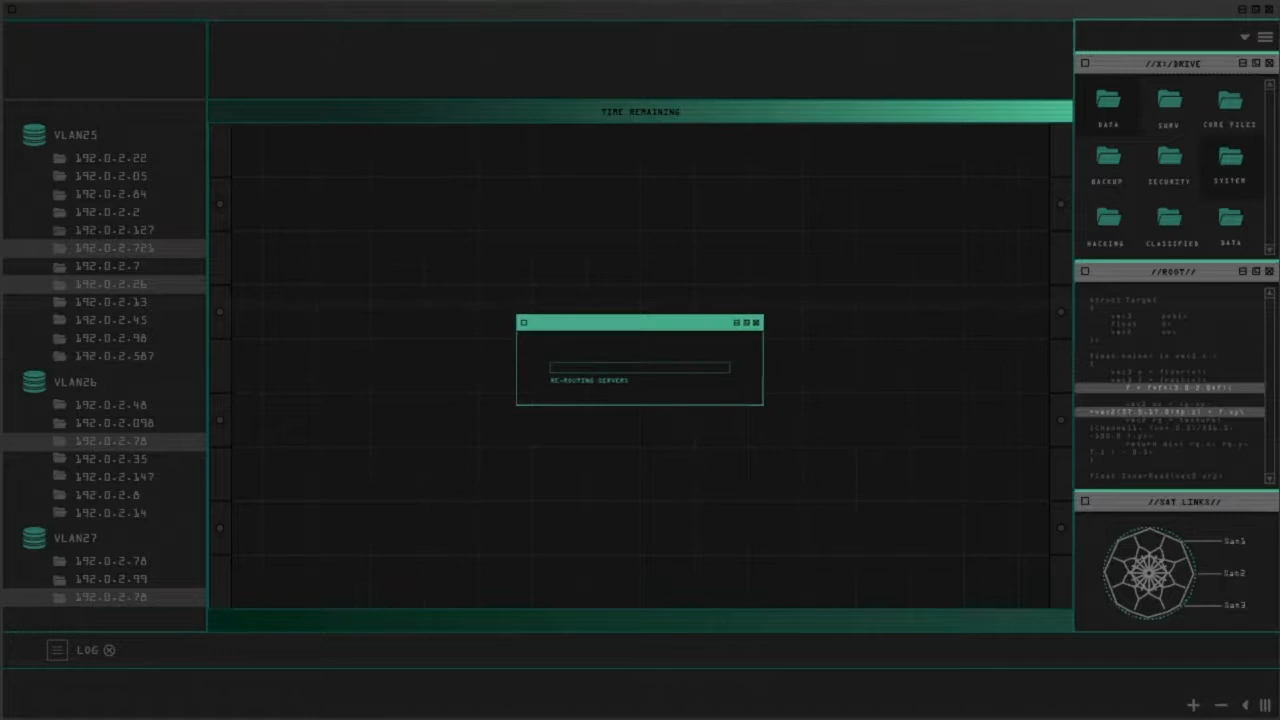 TIME REMAINING
VLAN25
192.0.2.22
192.0.2.05
192.0.2.84
192.0.2.2
192.0.2.127
192.0.2.721
192.0.2.7
192.0.2.26
192.0.2.13
192.0.2.45
192.0.2.98
192.0.2.587
VLAN26
192.0.2.48
192.0.2.098
192.0.2.78
192.0.2.35
192.0.2.147
192.0.2.8
192.0.2.14
VLAN27
192.0.2.78
192.0.2.99
192.0.2.78
LOG
RE-ROUTING SERVERS
//X:/DRIVE
DATA SURV CODE FILES
BACKUP SECURITY SYSTEM
HACKING CLASSIFIED DATA
//ROOT//
struct Target
{
//SAT LINKS//
Sat1
Sat2
Sat3